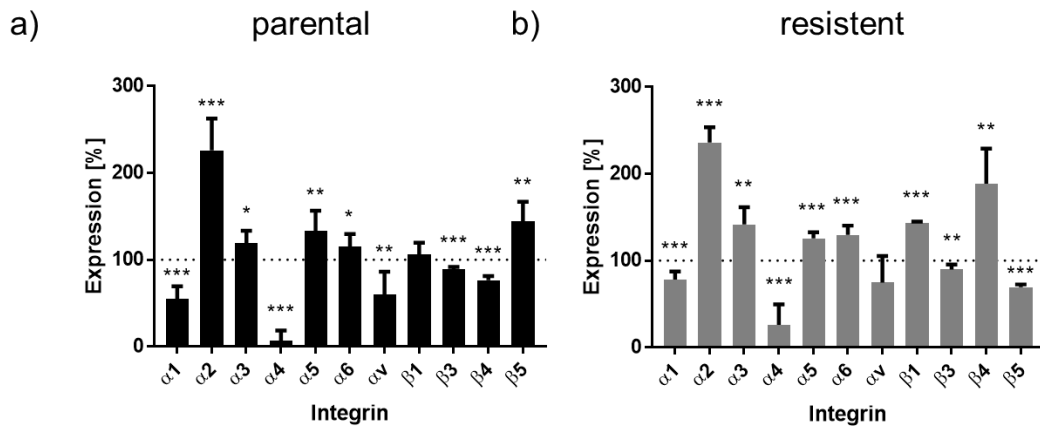 a)
parental
Expression [%]
300
200
100
0
***
***
*
***
**
*
**
***
***
**
α1
α2
α3
α4
α5
α6
αv
β1
β3
β4
β5
Integrin
b)
resistent
Expression [%]
300
200
100
0
***
***
**
***
***
***
***
**
**
***
α1
α2
α3
α4
α5
α6
αv
β1
β3
β4
β5
Integrin